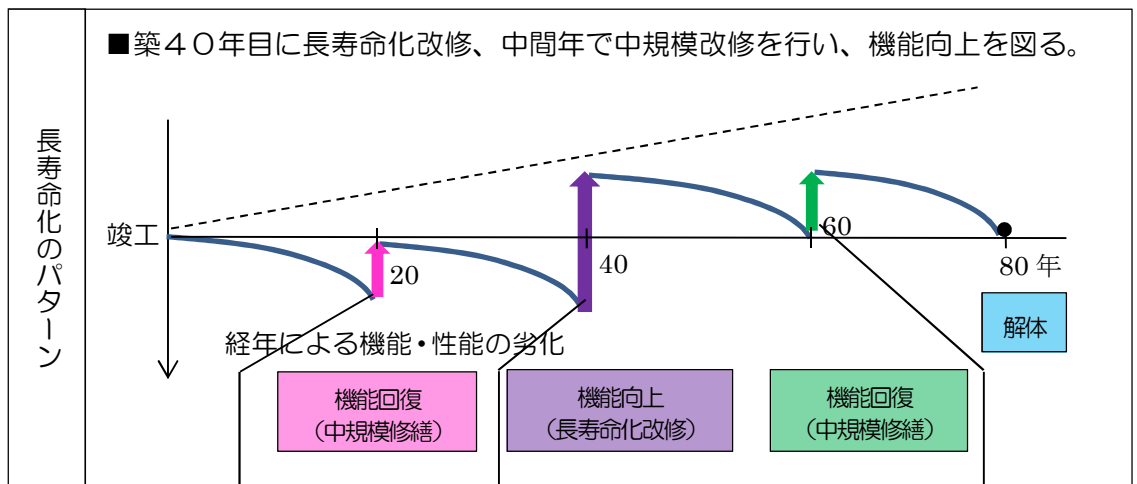 長寿命化のパターン
■築４０年目に長寿命化改修、中間年で中規模改修を行い、機能向上を図る。
竣工
20
40
60
80 年
経年による機能・性能の劣化
解体
機能回復
（中規模修繕）
機能向上
（長寿命化改修）
機能回復
（中規模修繕）